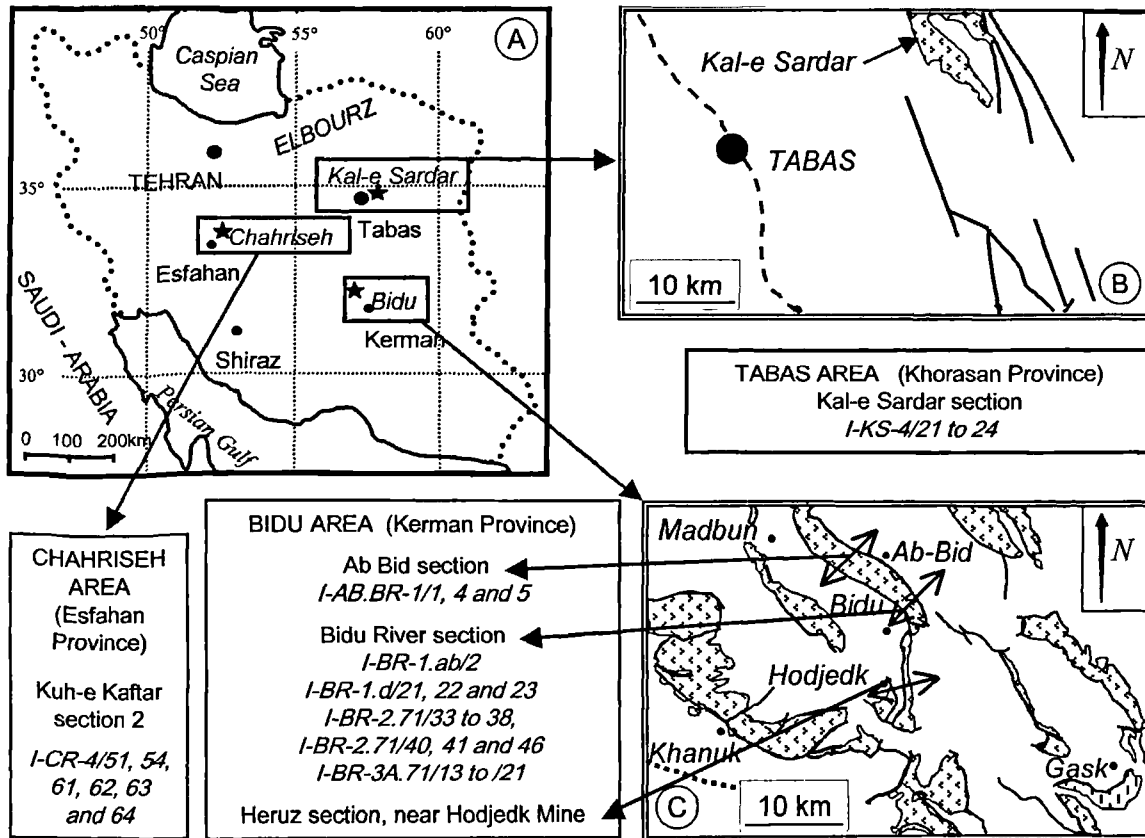 50°
55°
60°
A
Caspian
Sea
ELBOURZ
TEHRAN
35°
Kal-e Sardar
Tabas
Chahriseh
Esfahan
Bidu
Kerman
SAUDI - ARABIA
Shiraz
30°
Persian Gulf
0 100 200km
Kal-e Sardar
N
TABAS
10 km
B
TABAS AREA (Khorasan Province)
Kal-e Sardar section
I-KS-4/21 to 24
CHAHRISEH
AREA
(Esfahan
Province)
Kuh-e Kaftar
section 2
I-CR-4/51, 54,
61, 62, 63
and 64
BIDU AREA (Kerman Province)
Ab Bid section
I-AB.BR-1/1, 4 and 5
Bidu River section
I-BR-1.ab/2
I-BR-1.d/21, 22 and 23
I-BR-2.71/33 to 38,
I-BR-2.71/40, 41 and 46
I-BR-3A.71/13 to /21
Heruz section, near Hodjedk Mine
Madbun
Ab-Bid
N
Bidu
Hodjedk
Khanuk
Gask
C
10 km